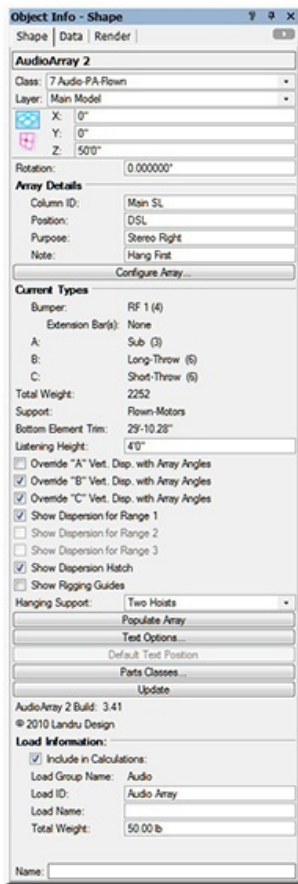 Object Info - Shape
Shape Data Render
AudioArray 2
Class: 7 Audio-PA-Flown
Layer: Main Model
X: 0"
Y: 0"
Z: 50'0"
Rotation: 0.000000°
Array Details
Column ID: Main SL
Position: DSL
Purpose: Stereo Right
Note: Hang First
Configure Array...
Current Types
Bumper: RF 1 (4)
Extension Bar(s): None
A: Sub (3)
B: Long-Throw (6)
C: Short-Throw (6)
Total Weight: 2252
Support: Flown-Motors
Bottom Element Trim: 29'-10.28"
Listening Height: 4'0"
Override "A" Vert. Disp. with Array Angles
Override "B" Vert. Disp. with Array Angles
Override "C" Vert. Disp. with Array Angles
Show Dispersion for Range 1
Show Dispersion for Range 2
Show Dispersion for Range 3
Show Dispersion Hatch
Show Rigging Guides
Hanging Support: Two Hoists
Populate Array
Text Options...
Default Text Position
Parts Classes...
Update
AudioArray 2 Build: 3.41
© 2010 Landru Design
Load Information:
Include in Calculations:
Load Group Name: Audio
Load ID: Audio Array
Load Name:
Total Weight: 50.00 lb
Name: